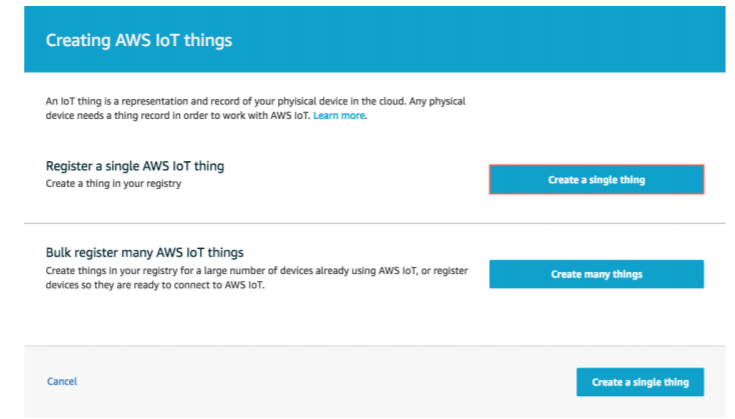 Creating AWS IoT things
An IoT thing is a representation and record of your phyisical device in the cloud. Any physical
device needs a thing record in order to work with AWS IoT. Learn more.
Register a single AWS IoT thing
Create a thing in your registry
Create a single thing
Bulk register many AWS IoT things
Create things in your registry for a large number of devices already using AWS IoT, or register
devices so they are ready to connect to AWS IoT.
Create many things
Cancel
Create a single thing